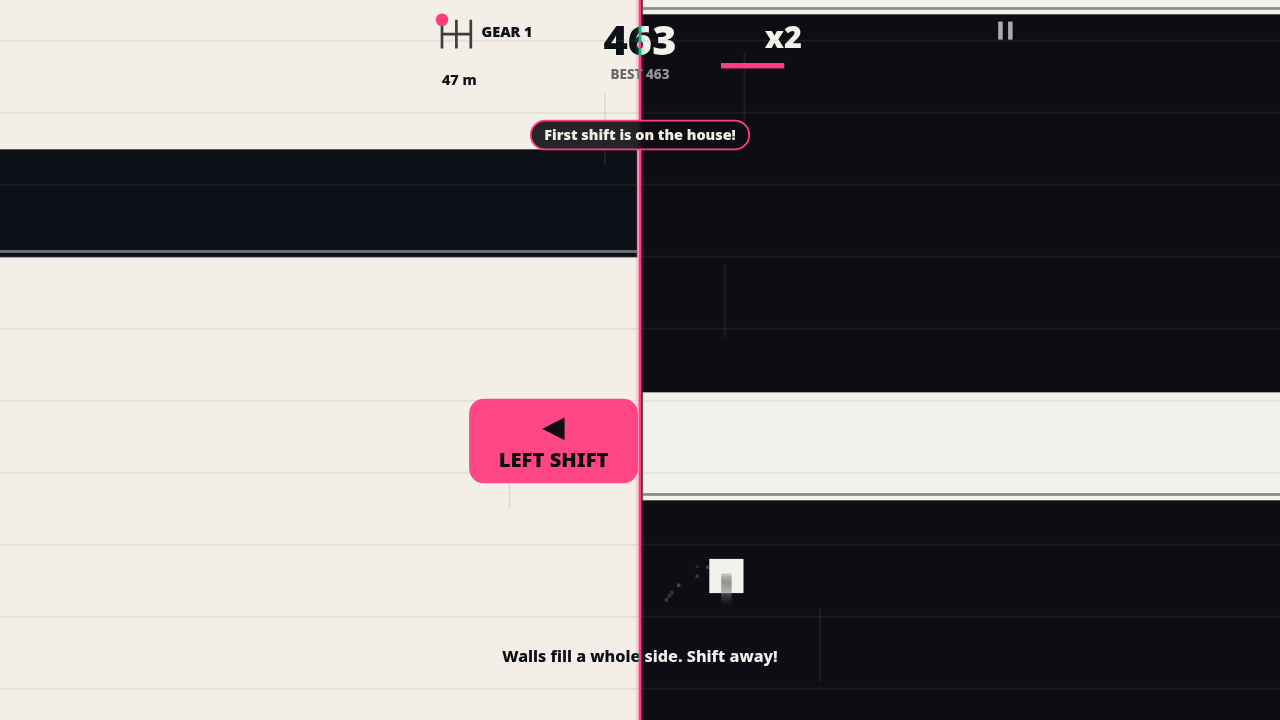 GEAR 1
463
x2
47 m
BEST 463
First shift is on the house!
LEFT SHIFT
Walls fill a whole side. Shift away!